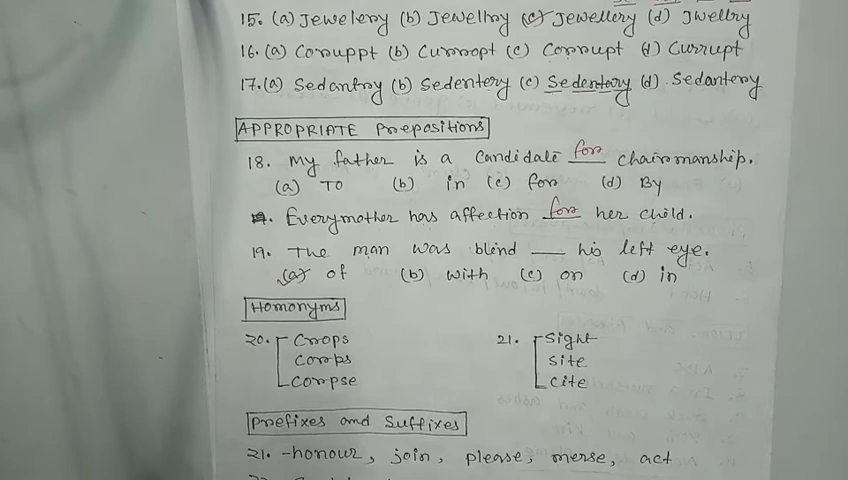 15. (a) Jewelery (b) Jewellry (c) Jewellery (d) Jwellry
16. (a) Coruppt (b) Currropt (c) Corrupt (d) Currupt
17. (a) Sedantry (b) Sedentery (c) Sedentary (d) Sedantery
APPROPRIATE Prepositions
18. My father is a candidate for chairmanship.
(a) To (b) in (c) for (d) By
Every mother has affection for her child.
19. The man was blind ___ his left eye.
(a) of (b) with (c) on (d) in
Homonyms
20. Crops 21. Sight
Corps site
Corpse cite
Prefixes and Suffixes
21. -honour, join, please, merse, act